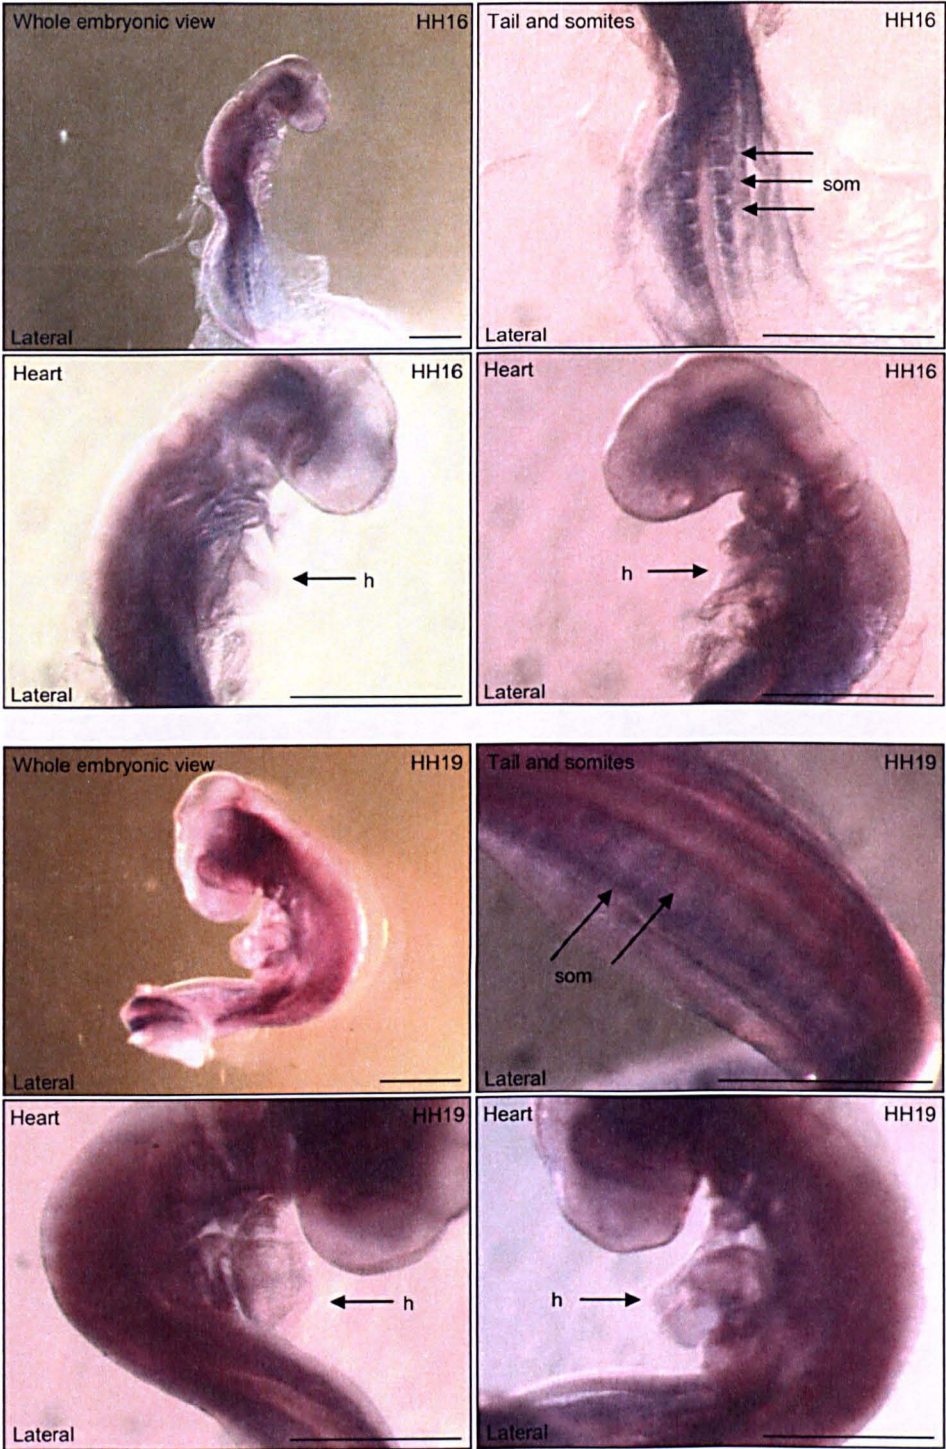 Whole embryonic view HH16
Lateral
Tail and somites HH16
som
Lateral
Heart HH16
h
Lateral
Heart HH16
h
Lateral
Whole embryonic view HH19
Lateral
Tail and somites HH19
som
Lateral
Heart HH19
h
Lateral
Heart HH19
h
Lateral